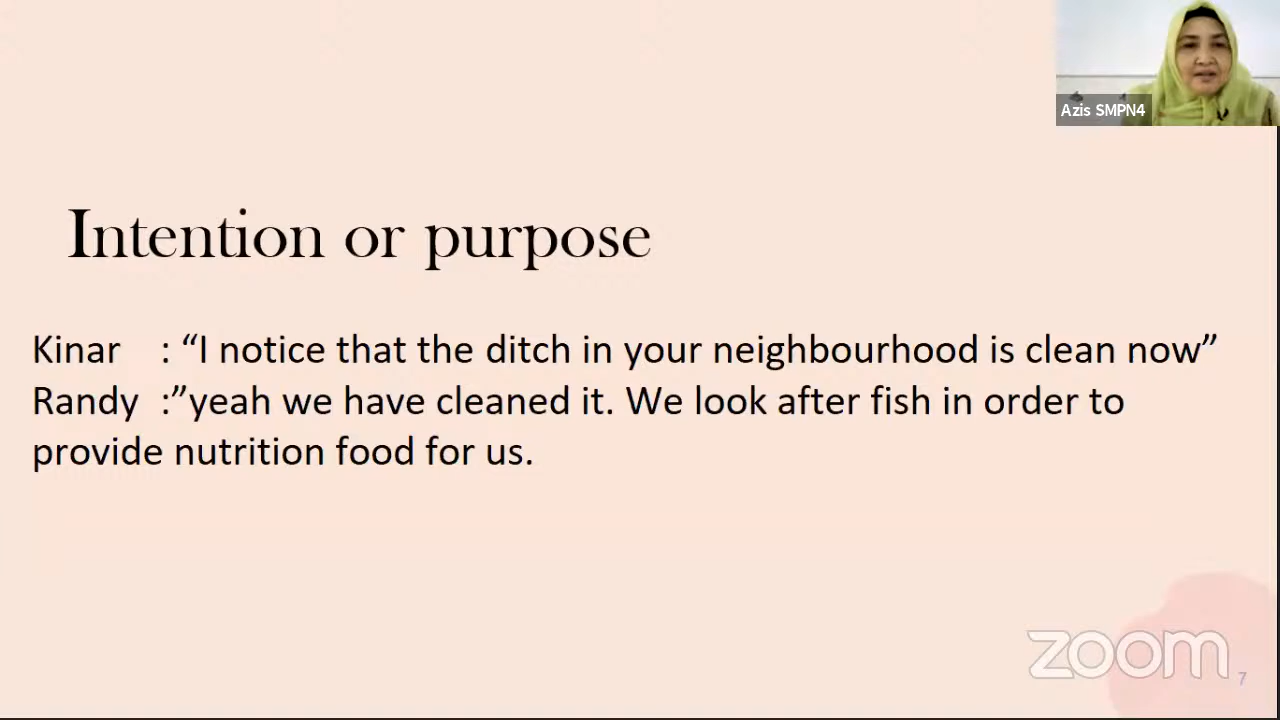 Azis SMPN4
Intention or purpose
Kinar : “I notice that the ditch in your neighbourhood is clean now”
Randy :”yeah we have cleaned it. We look after fish in order to
provide nutrition food for us.
zoom
7